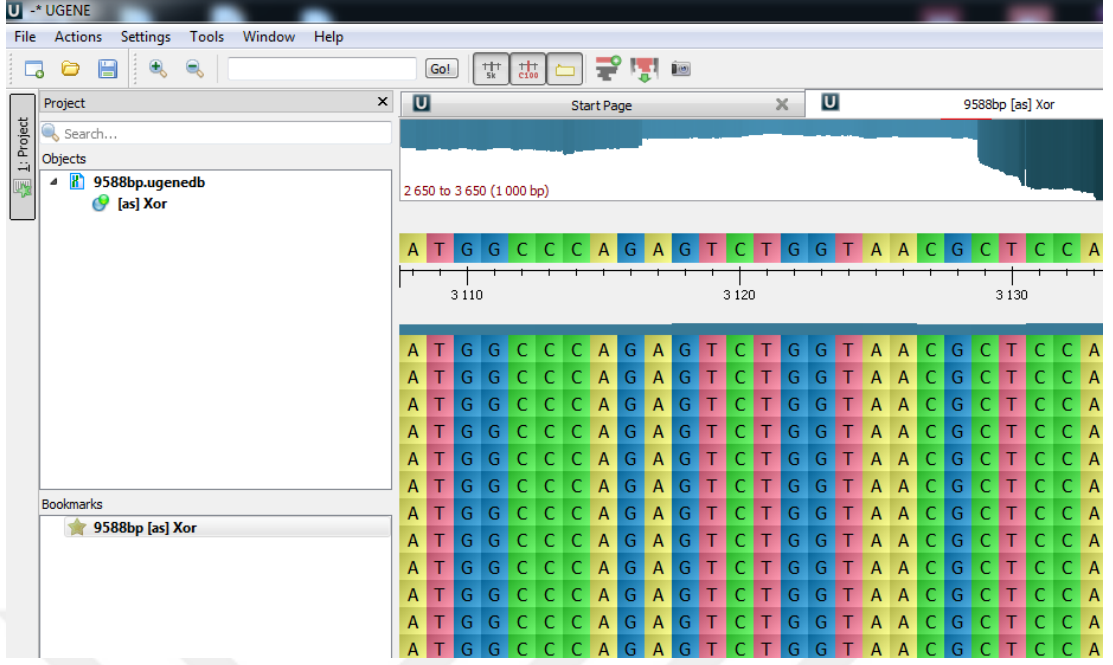 U -* UGENE
File Actions Settings Tools Window Help
Go! 5k C100
1: Project
Project ×
Search...
Objects
9588bp.ugenedb
[as] Xor
Bookmarks
9588bp [as] Xor
U Start Page U 9588bp [as] Xor
2 650 to 3 650 (1 000 bp)
A T G G C C C A G A G T C T G G T A A C G C T C C A
3 110 3 120 3 130
A T G G C C C A G A G T C T G G T A A C G C T C C A
A T G G C C C A G A G T C T G G T A A C G C T C C A
A T G G C C C A G A G T C T G G T A A C G C T C C A
A T G G C C C A G A G T C T G G T A A C G C T C C A
A T G G C C C A G A G T C T G G T A A C G C T C C A
A T G G C C C A G A G T C T G G T A A C G C T C C A
A T G G C C C A G A G T C T G G T A A C G C T C C A
A T G G C C C A G A G T C T G G T A A C G C T C C A
A T G G C C C A G A G T C T G G T A A C G C T C C A
A T G G C C C A G A G T C T G G T A A C G C T C C A
A T G G C C C A G A G T C T G G T A A C G C T C C A
A T G G C C C A G A G T C T G G T A A C G C T C C A